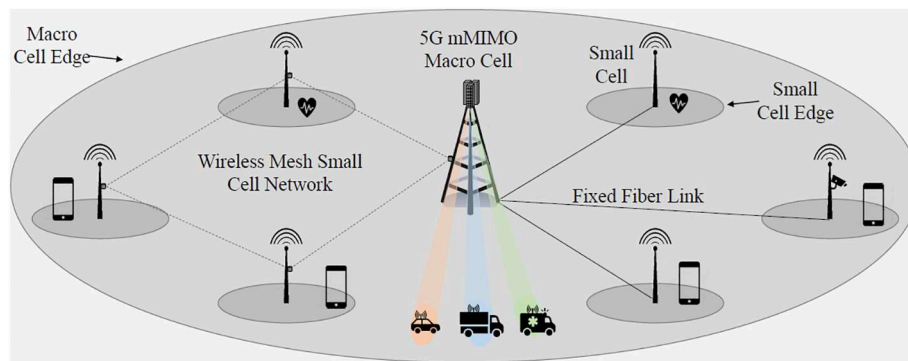 Macro
Cell Edge
5G mMIMO
Macro Cell
Small
Cell
Small
Cell Edge
Wireless Mesh Small
Cell Network
Fixed Fiber Link